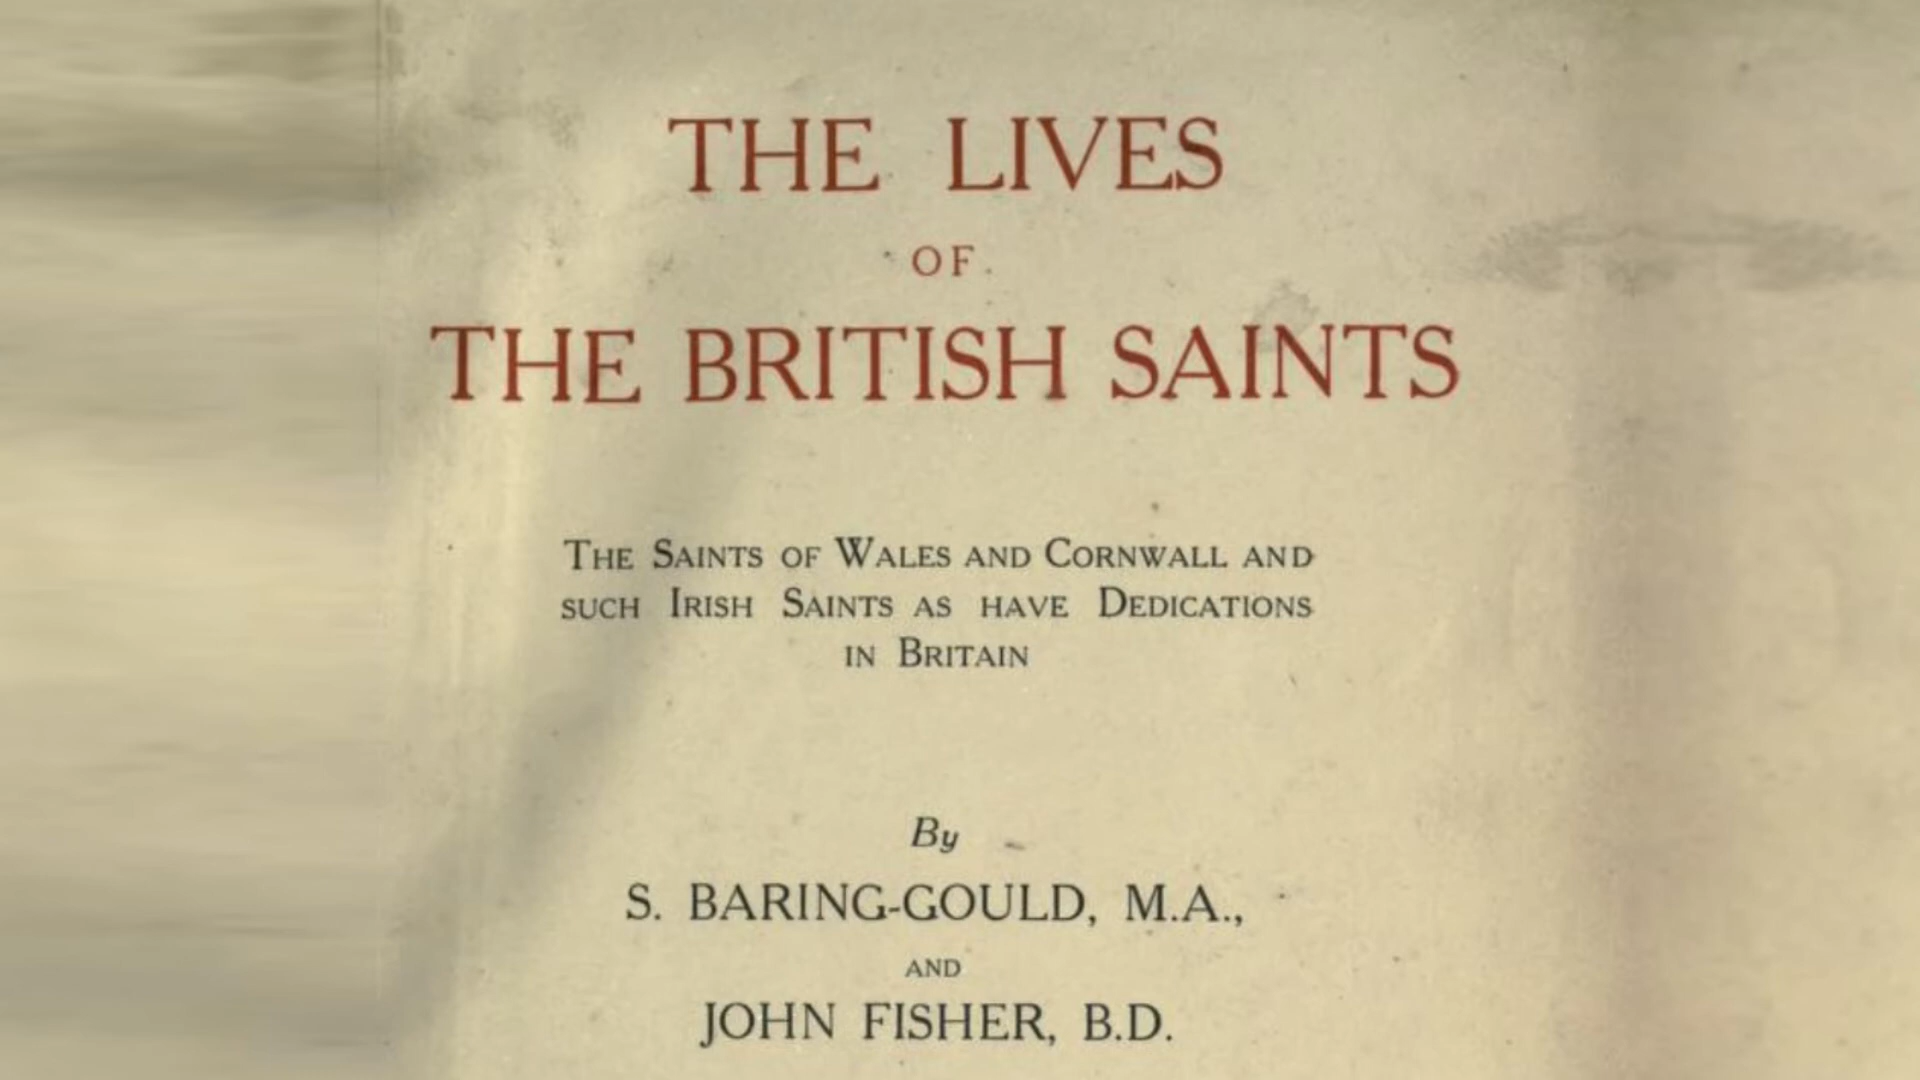 THE LIVES
OF
THE BRITISH SAINTS
THE SAINTS OF WALES AND CORNWALL AND
SUCH IRISH SAINTS AS HAVE DEDICATIONS
IN BRITAIN
By
S. BARING-GOULD, M.A.,
AND
JOHN FISHER, B.D.